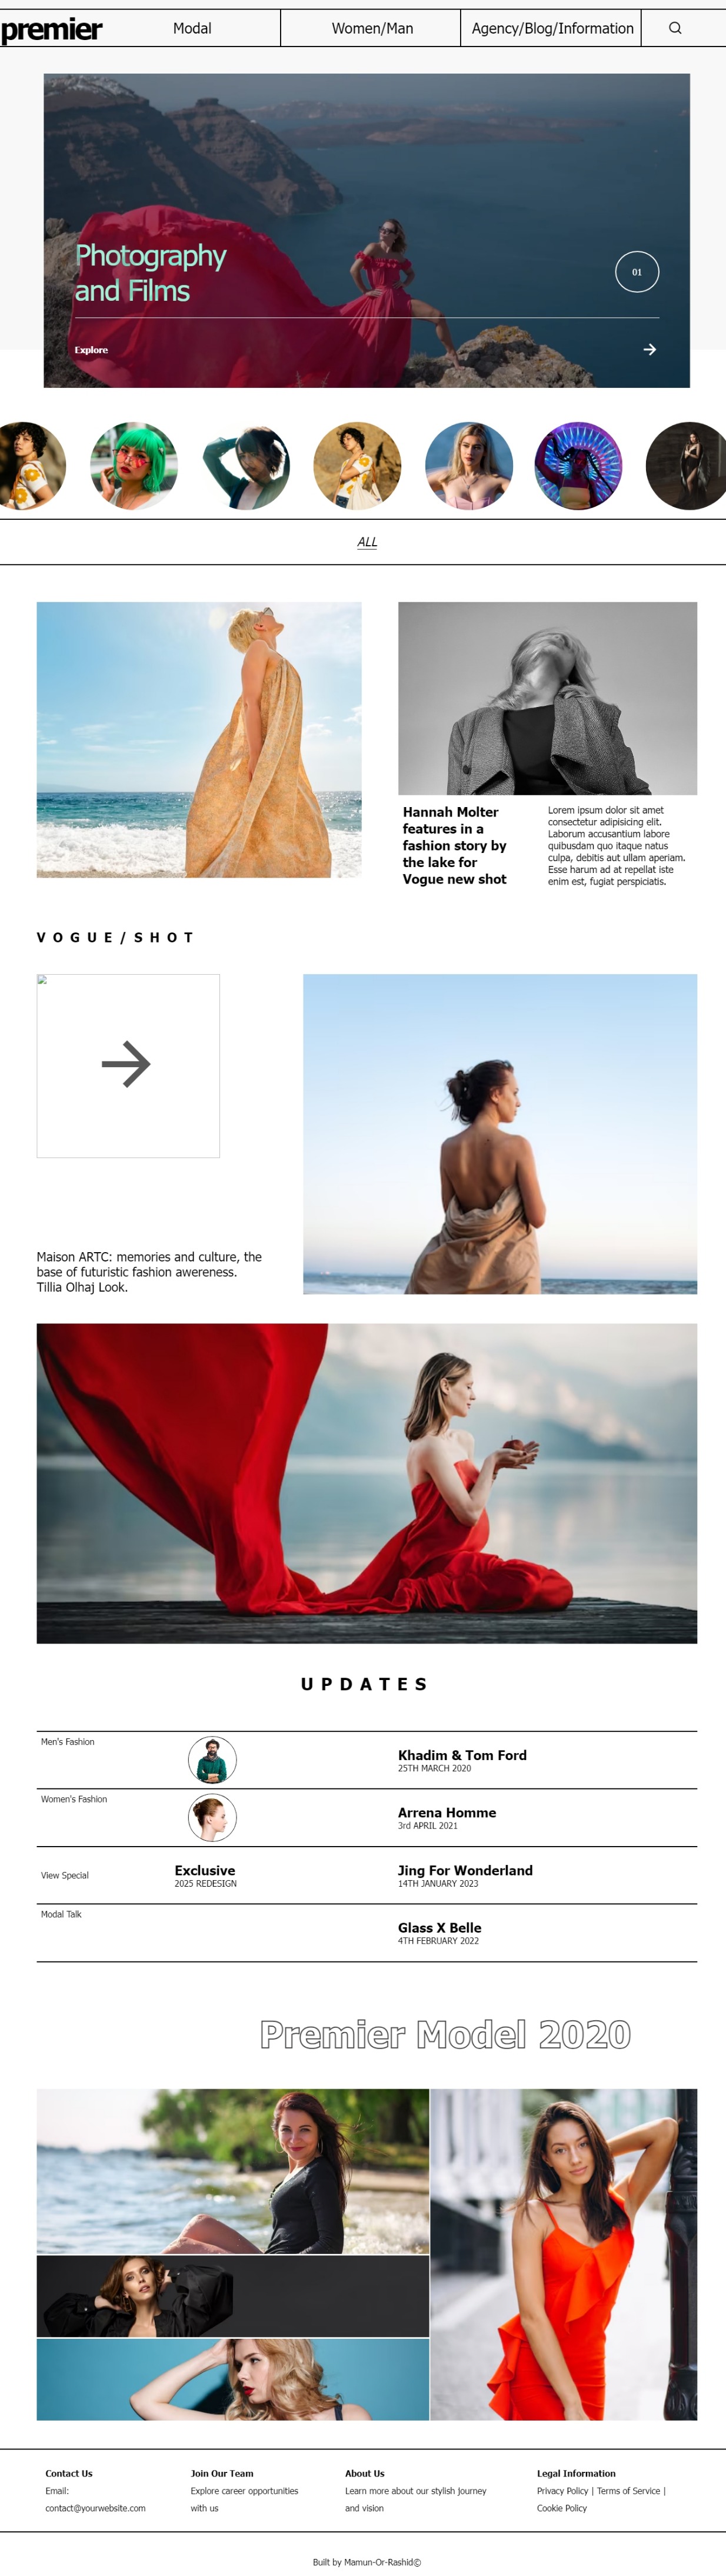 premier
Modal
Women/Man
Agency/Blog/Information
Photography
and Films
01
Explore
ALL
Hannah Molter
features in a
fashion story by
the lake for
Vogue new shot
Lorem ipsum dolor sit amet
consectetur adipisicing elit.
Laborum accusantium labore
quibusdam quo itaque natus
culpa, debitis aut ullam aperiam.
Esse harum ad at repellat iste
enim est, fugiat perspiciatis.
VOGUE/SHOT
Maison ARTC: memories and culture, the
base of futuristic fashion awereness.
Tillia Olhaj Look.
UPDATES
Men's Fashion
Khadim & Tom Ford
25TH MARCH 2020
Women's Fashion
Arrena Homme
3rd APRIL 2021
View Special
Exclusive
2025 REDESIGN
Jing For Wonderland
14TH JANUARY 2023
Modal Talk
Glass X Belle
4TH FEBRUARY 2022
Premier Model 2020
Contact Us
Email:
contact@yourwebsite.com
Join Our Team
Explore career opportunities
with us
About Us
Learn more about our stylish journey
and vision
Legal Information
Privacy Policy | Terms of Service |
Cookie Policy
Built by Mamun-Or-Rashid©